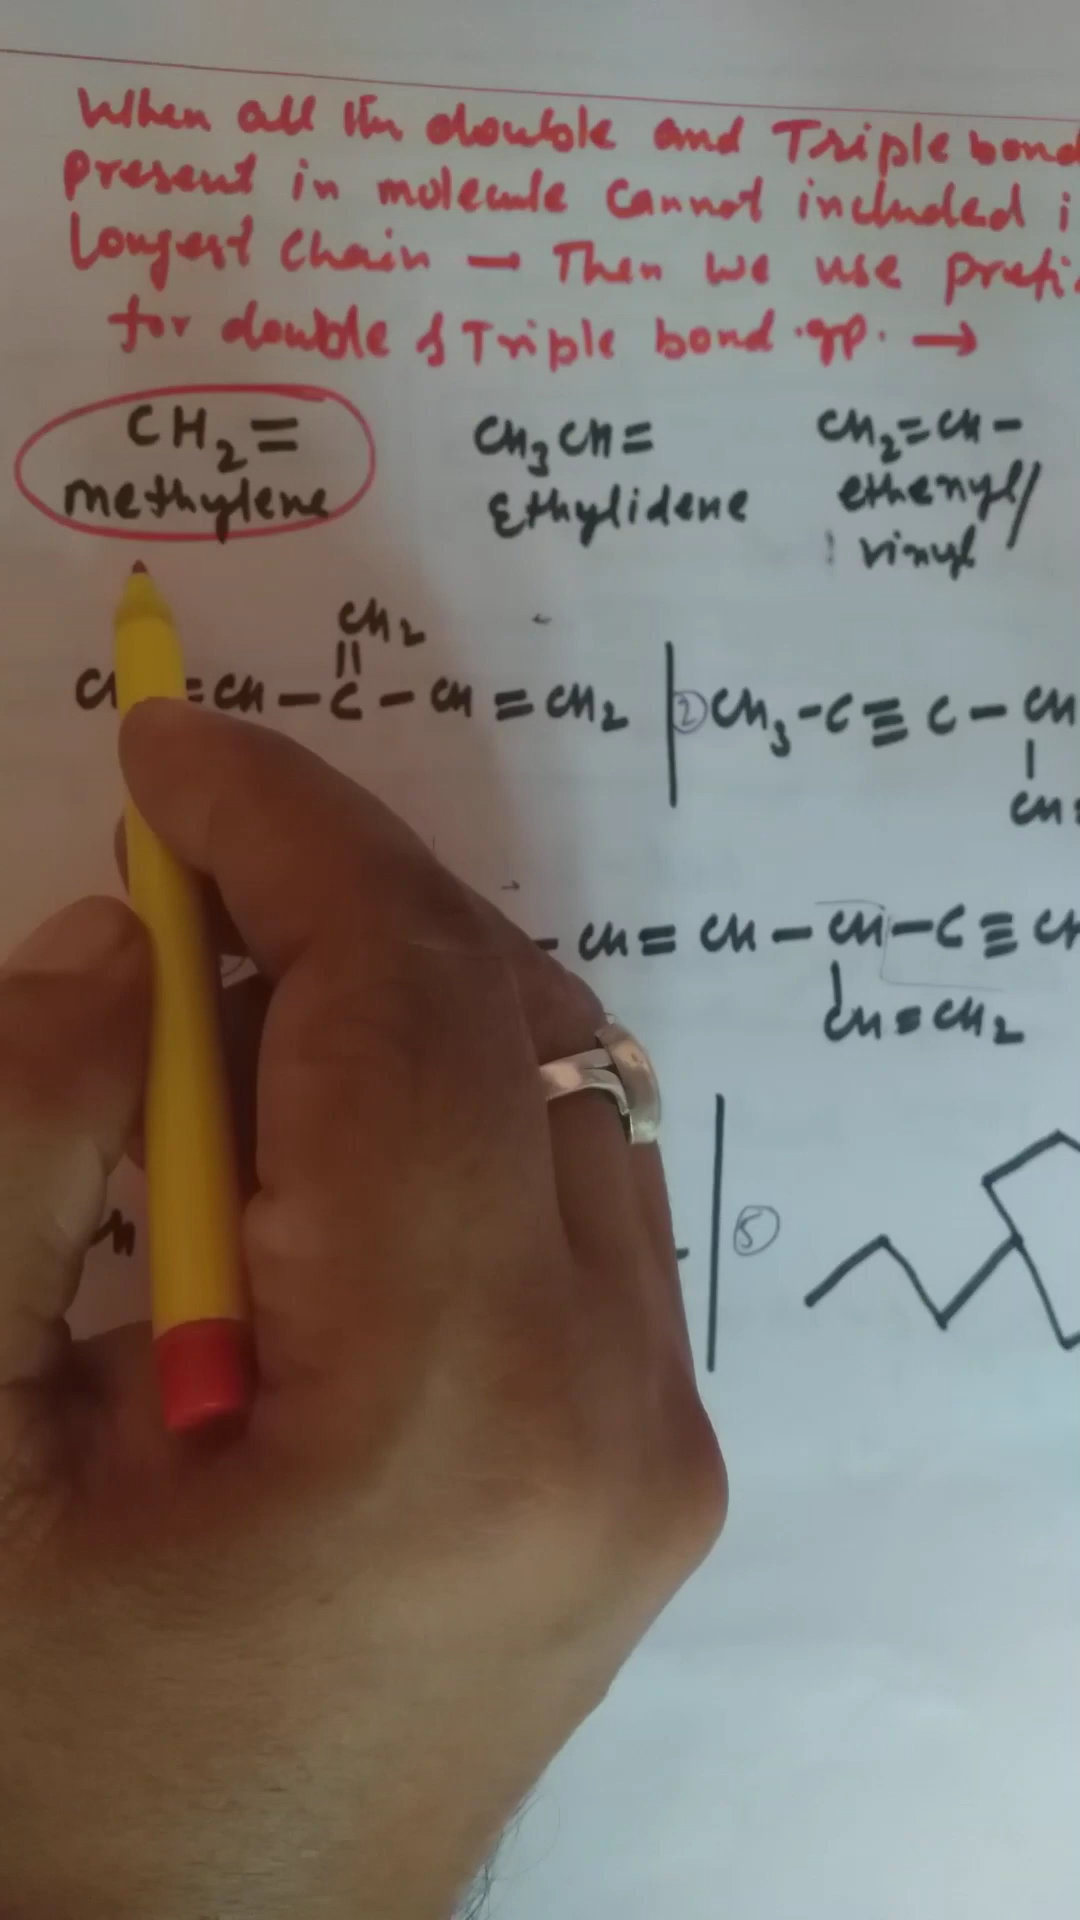 When all the double and Triple bond
present in molecule cannot included i
Longest chain → Then we use prefi
for double & Triple bond gp. →
CH2= CH3CH= CH2=CH-
methylene Ethylidene ethenyl/
vinyl
CH2
||
=CH-C-CH=CH2 | ② CH3-C≡C-CH
|
CH=
-CH=CH-CH-C≡CH
|
CH=CH2
⑤